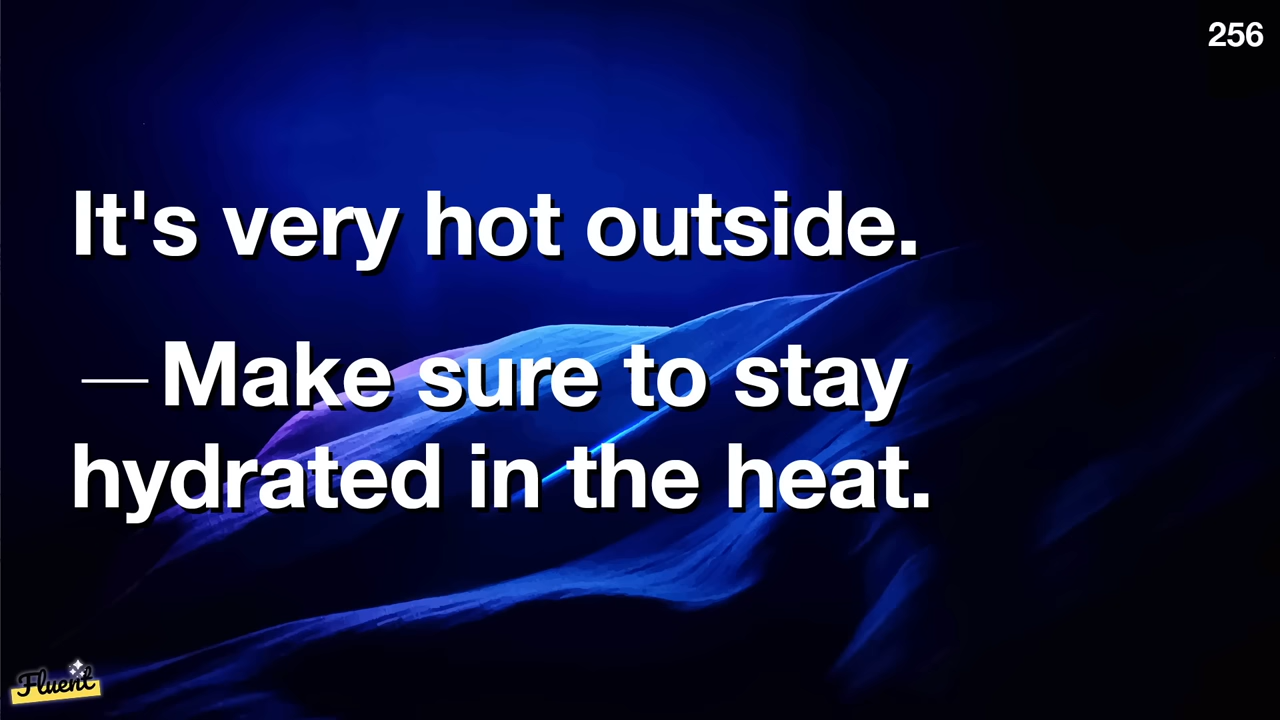 256
It's very hot outside.
— Make sure to stay
hydrated in the heat.
Fluent